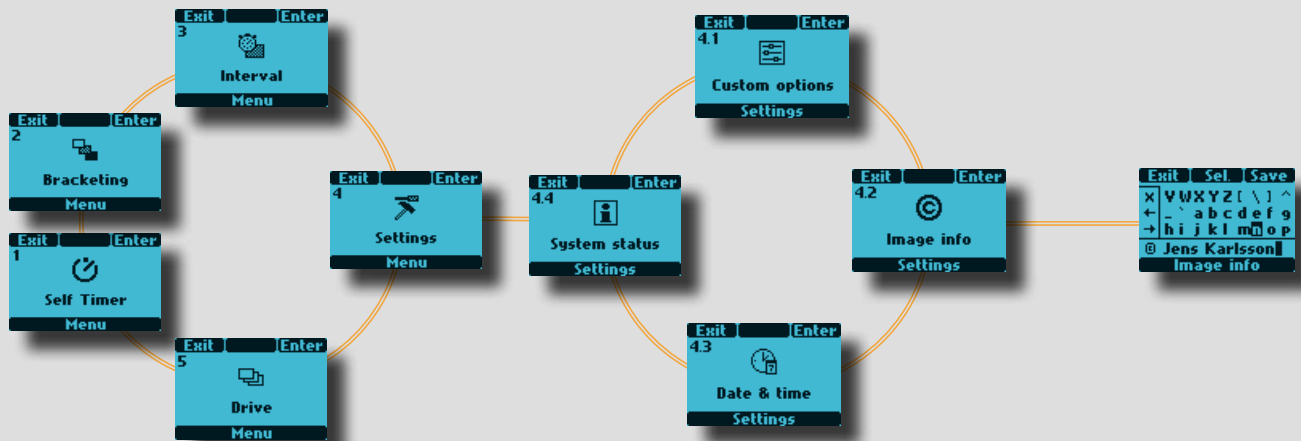 Exit Enter
3
Interval
Menu
Exit Enter
2
Bracketing
Menu
Exit Enter
1
Self Timer
Menu
Exit Enter
5
Drive
Menu
Exit Enter
4
Settings
Menu
Exit Enter
4.4
System status
Settings
Exit Enter
4.1
Custom options
Settings
Exit Enter
4.2
© 
Image info
Settings
Exit Enter
4.3
7
Date & time
Settings
Exit Sel. Save
X V W X Y Z [ \ ] ^
← _ ` a b c d e f g
→ h i j k l m n o p
© Jens Karlsson
Image info